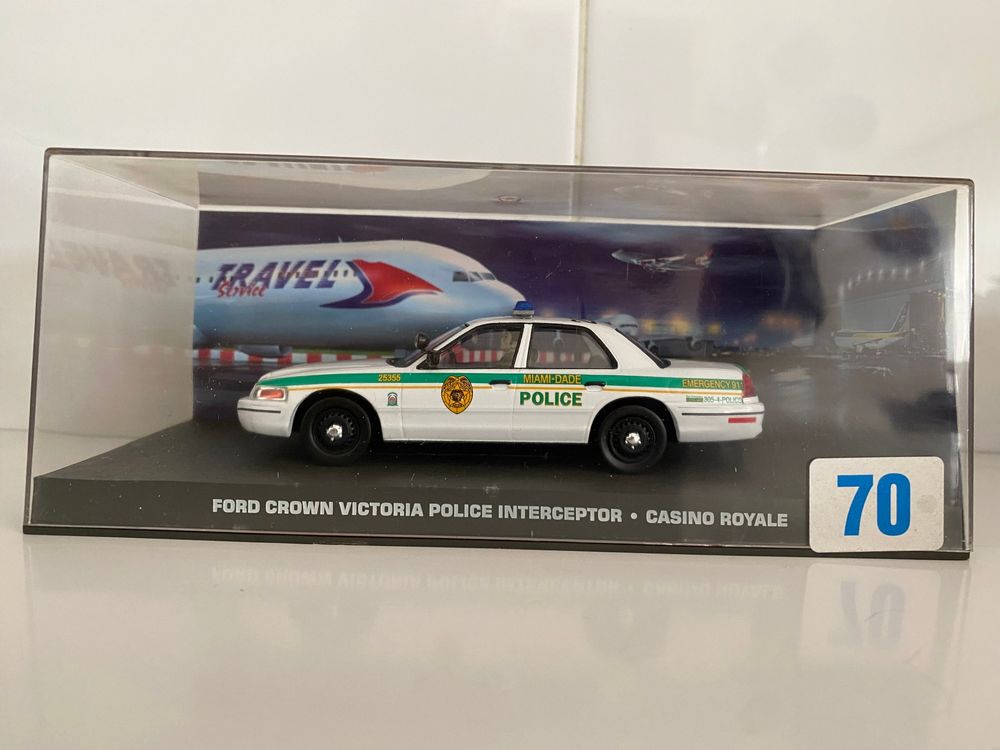 TRAVEL
Service
25355
MIAMI-DADE
POLICE
EMERGENCY 911
305-4-POLICE
FORD CROWN VICTORIA POLICE INTERCEPTOR • CASINO ROYALE
70